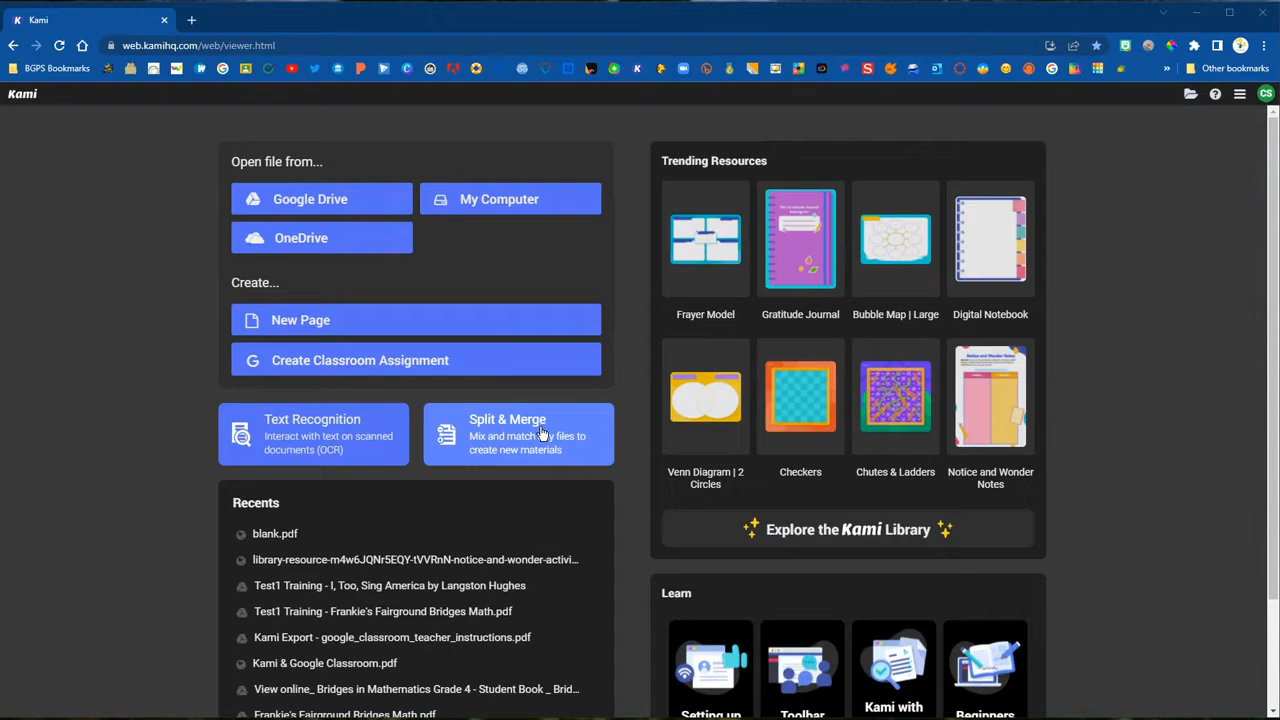 Kami
web.kamihq.com/web/viewer.html
BGPS Bookmarks
Other bookmarks
Kami
CS
Open file from...
Google Drive
My Computer
OneDrive
Create...
New Page
Create Classroom Assignment
Text Recognition
Interact with text on scanned
documents (OCR)
Split & Merge
Mix and match files to
create new materials
Recents
blank.pdf
library-resource-m4w6JQNr5EQY-tVVRnN-notice-and-wonder-activi...
Test1 Training - I, Too, Sing America by Langston Hughes
Test1 Training - Frankie's Fairground Bridges Math.pdf
Kami Export - google_classroom_teacher_instructions.pdf
Kami & Google Classroom.pdf
View online_ Bridges in Mathematics Grade 4 - Student Book _ Brid...
Frankie's Fairground Bridges Math.pdf
Trending Resources
Frayer Model
Gratitude Journal
Bubble Map | Large
Digital Notebook
Venn Diagram | 2
Circles
Checkers
Chutes & Ladders
Notice and Wonder
Notes
Explore the Kami Library
Learn
Setting up
Toolbar
Kami with
Beginners